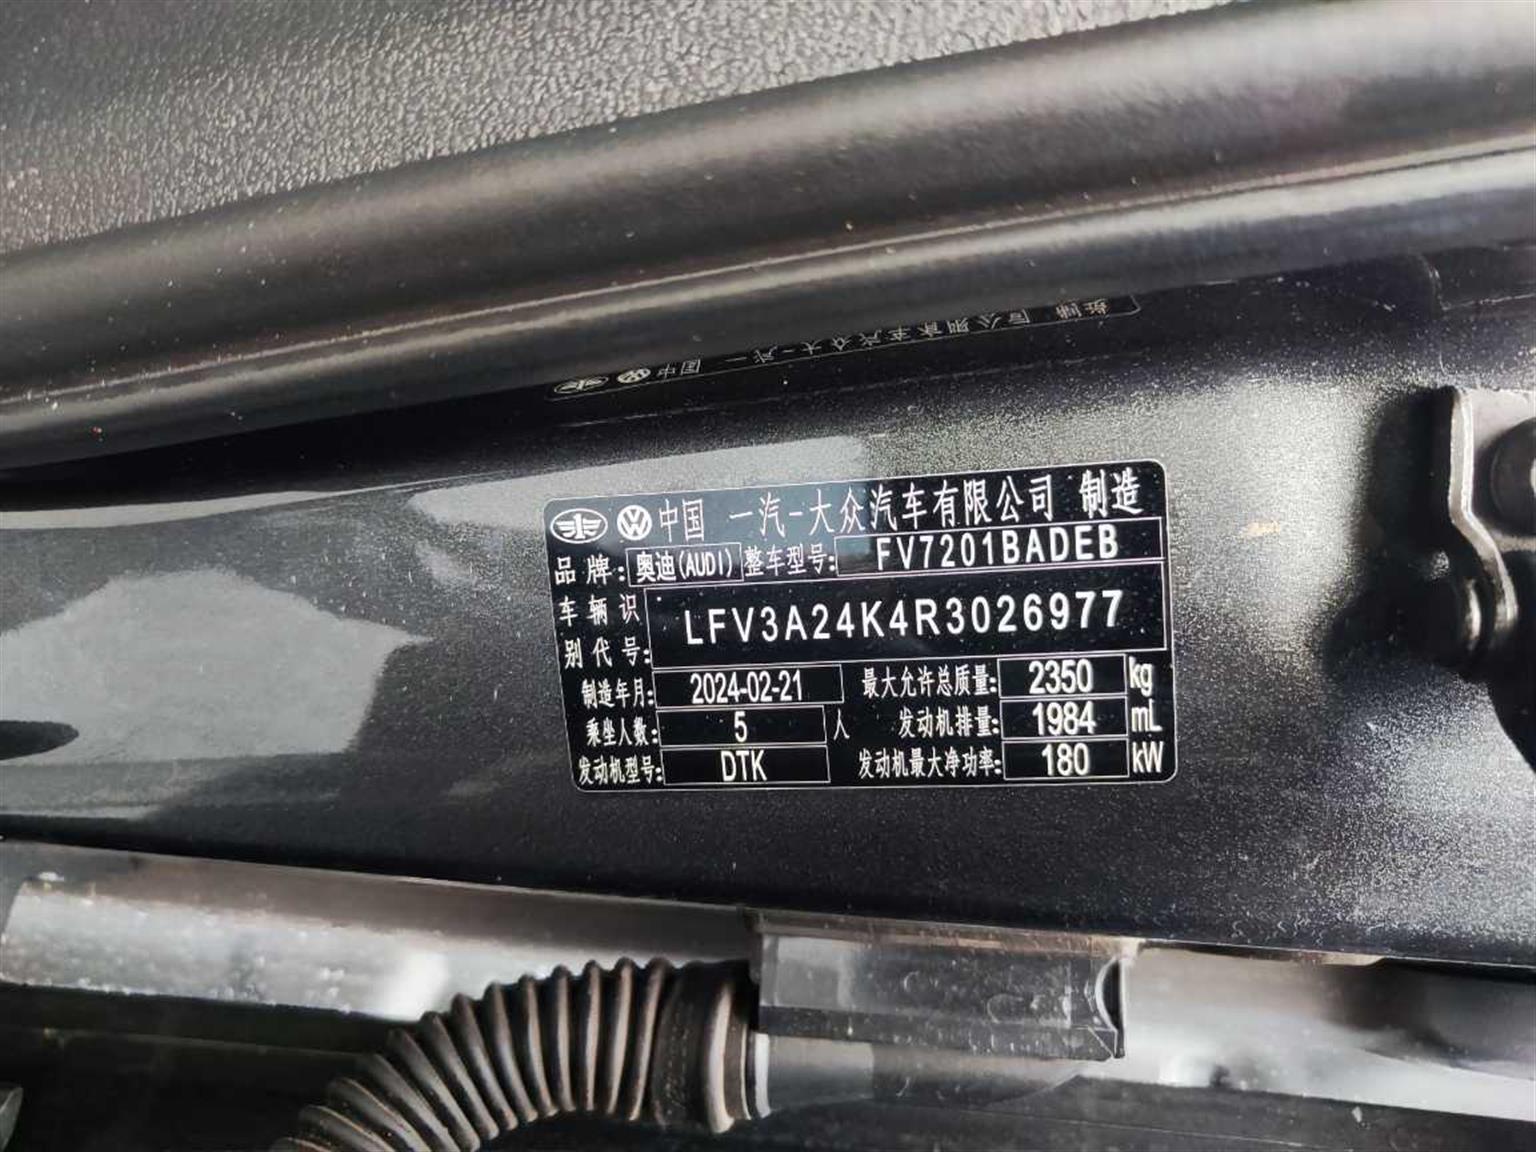 中国 一汽-大众汽车有限公司 制造
品牌: 奥迪(AUDI) 整车型号: FV7201BADEB
车辆识别代号: LFV3A24K4R3026977
制造年月: 2024-02-21 最大允许总质量: 2350 kg
乘坐人数: 5 人 发动机排量: 1984 mL
发动机型号: DTK 发动机最大净功率: 180 kW